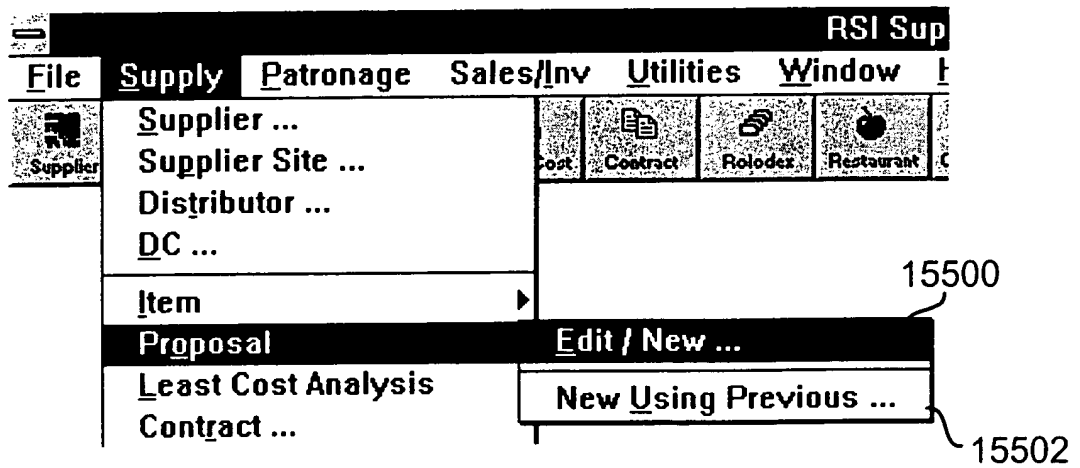 RSI Sup
File Supply Patronage Sales/Inv Utilities Window
Supplier Cost Contract Rolodex Restaurant
Supplier ...
Supplier Site ...
Distributor ...
DC ...
15500
Item
Proposal Edit / New ...
Least Cost Analysis New Using Previous ...
Contract ...
15502